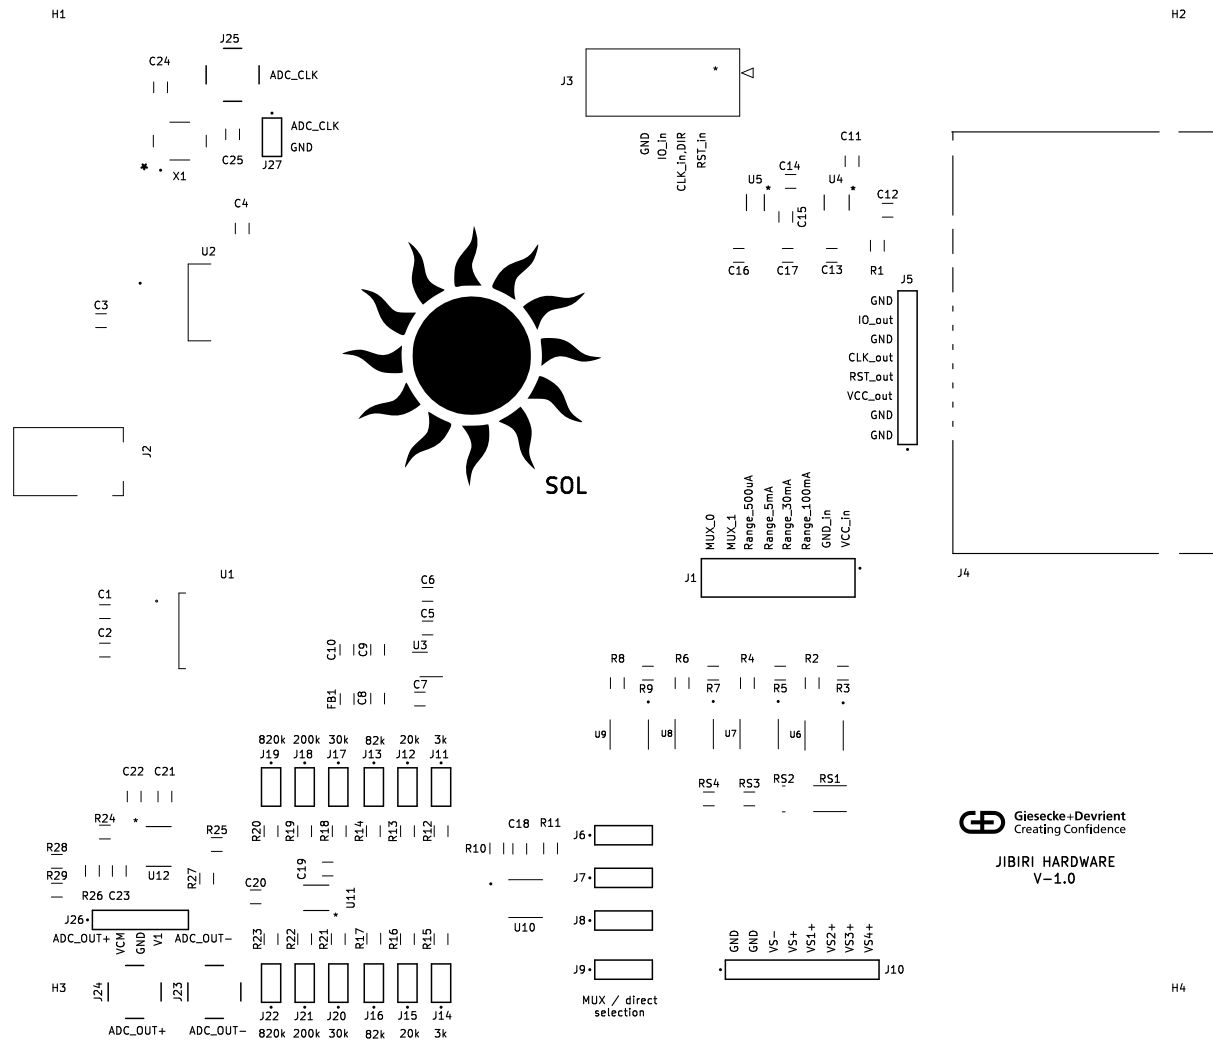 H1
H2
J25
C24
ADC_CLK
J3
ADC_CLK
GND
C25
J27
X1
GND
IO_in
CLK_in,DIR
RST_in
C11
C14
U5
U4
C12
C15
C4
U2
C16
C17
C13
R1
J5
C3
GND
IO_out
GND
CLK_out
RST_out
VCC_out
GND
GND
J2
SOL
MUX_0
MUX_1
Range_500uA
Range_5mA
Range_30mA
Range_100mA
GND_in
VCC_in
J1
J4
U1
C1
C2
C6
C5
C10
C9
U3
C7
FB1
C8
R8
R6
R4
R2
R9
R7
R5
R3
U9
U8
U7
U6
820k
200k
30k
82k
20k
3k
J19
J18
J17
J13
J12
J11
C22
C21
RS4
RS3
RS2
RS1
R24
R25
R20
R19
R18
R14
R13
R12
R10
C18
R11
J6
Giesecke+Devrient
Creating Confidence
R28
R29
R26
C23
U12
R27
C20
C19
U11
J7
JIBIRI HARDWARE
V-1.0
J26
ADC_OUT+
VCM
GND
V1
ADC_OUT-
R23
R22
R21
R17
R16
R15
U10
J8
GND
GND
VS-
VS+
VS1+
VS2+
VS3+
VS4+
J9
J10
H3
J24
J23
H4
MUX / direct
selection
J22
J21
J20
J16
J15
J14
ADC_OUT+
ADC_OUT-
820k
200k
30k
82k
20k
3k